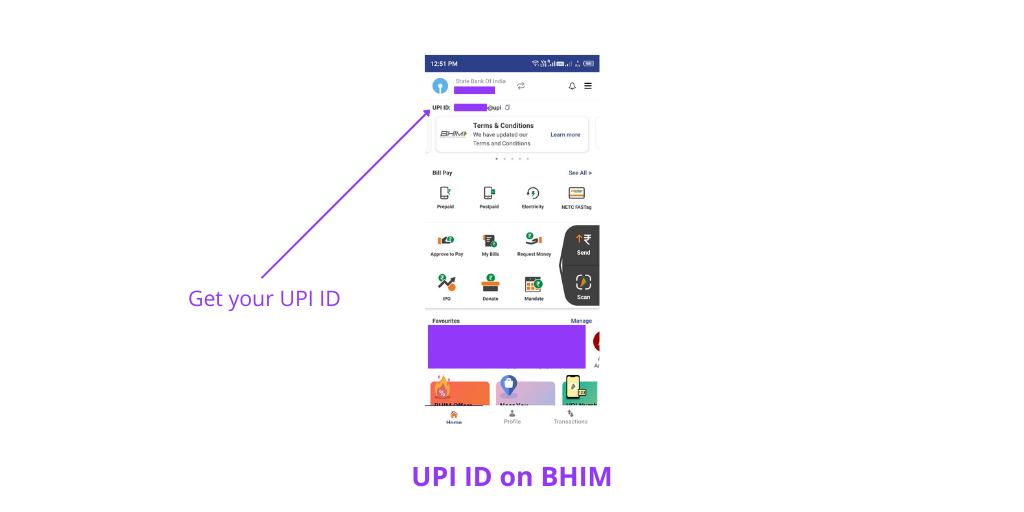 12:51 PM
State Bank Of India
UPI ID: @upi
BHIM
Terms & Conditions
We have updated our
Terms and Conditions
Learn more
Bill Pay
See All >
Prepaid
Postpaid
Electricity
NETC FASTag
Approve to Pay
My Bills
Request Money
Send
IPO
Donate
Mandate
Scan
Favourites
Manage
Home
Profile
Transactions
Get your UPI ID
UPI ID on BHIM